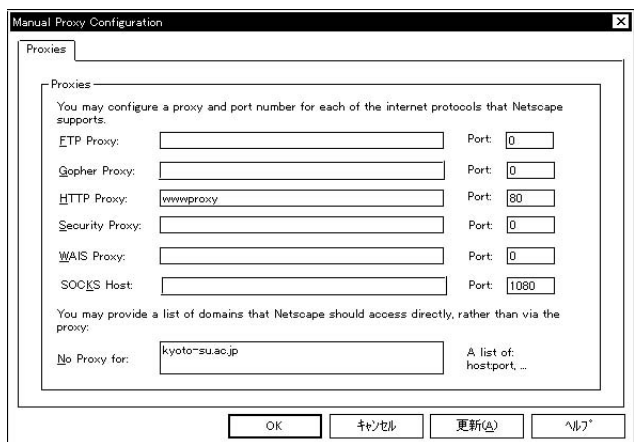 Manual Proxy Configuration
Proxies
Proxies
You may configure a proxy and port number for each of the internet protocols that Netscape
supports.
FTP Proxy: Port: 0
Gopher Proxy: Port: 0
HTTP Proxy: wwwproxy Port: 80
Security Proxy: Port: 0
WAIS Proxy: Port: 0
SOCKS Host: Port: 1080
You may provide a list of domains that Netscape should access directly, rather than via the
proxy:
No Proxy for: kyoto-su.ac.jp A list of:
host:port, ...
OK ｷｬﾝｾﾙ 更新(A) ﾍﾙﾌﾟ